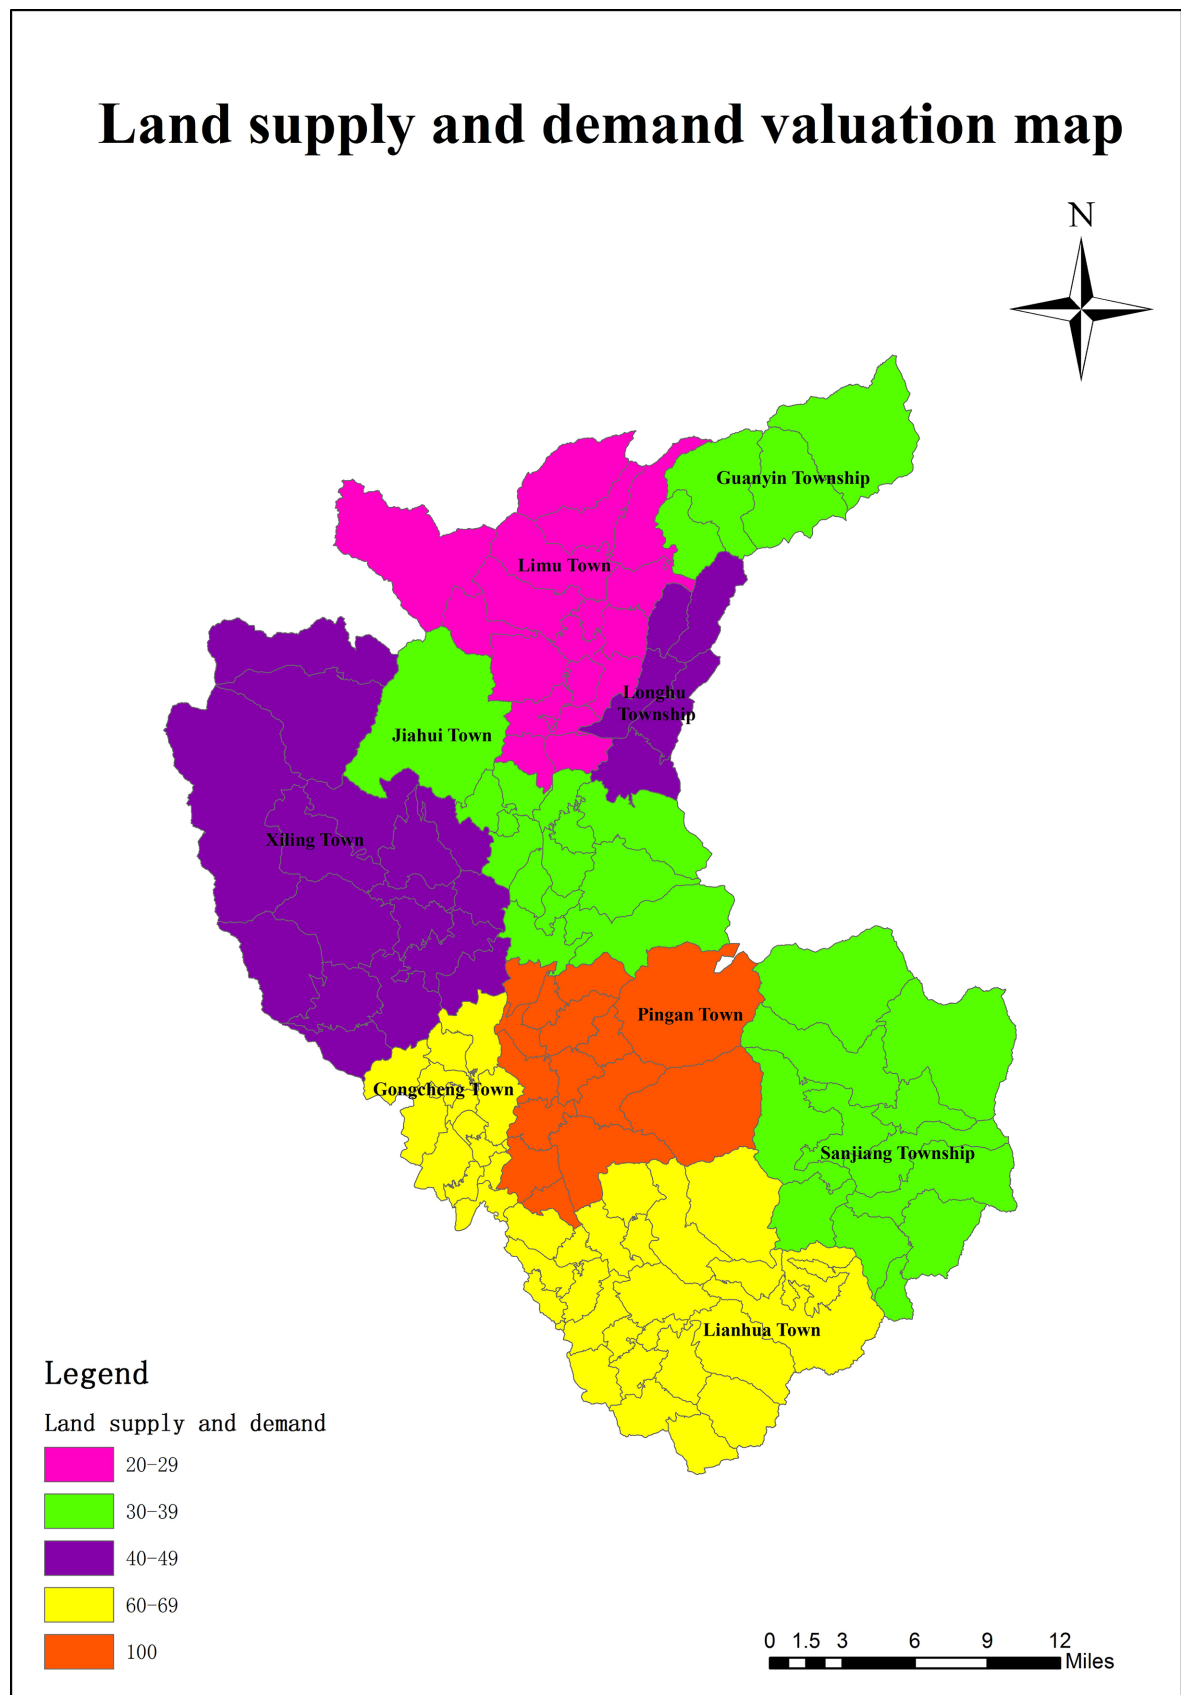 Land supply and demand valuation map
N
Guanyin Township
Limu Town
Longhu
Township
Jiahui Town
Xiling Town
Pingan Town
Gongcheng Town
Sanjiang Township
Lianhua Town
Legend
Land supply and demand
20-29
30-39
40-49
60-69
100
0 1.5 3 6 9 12
Miles